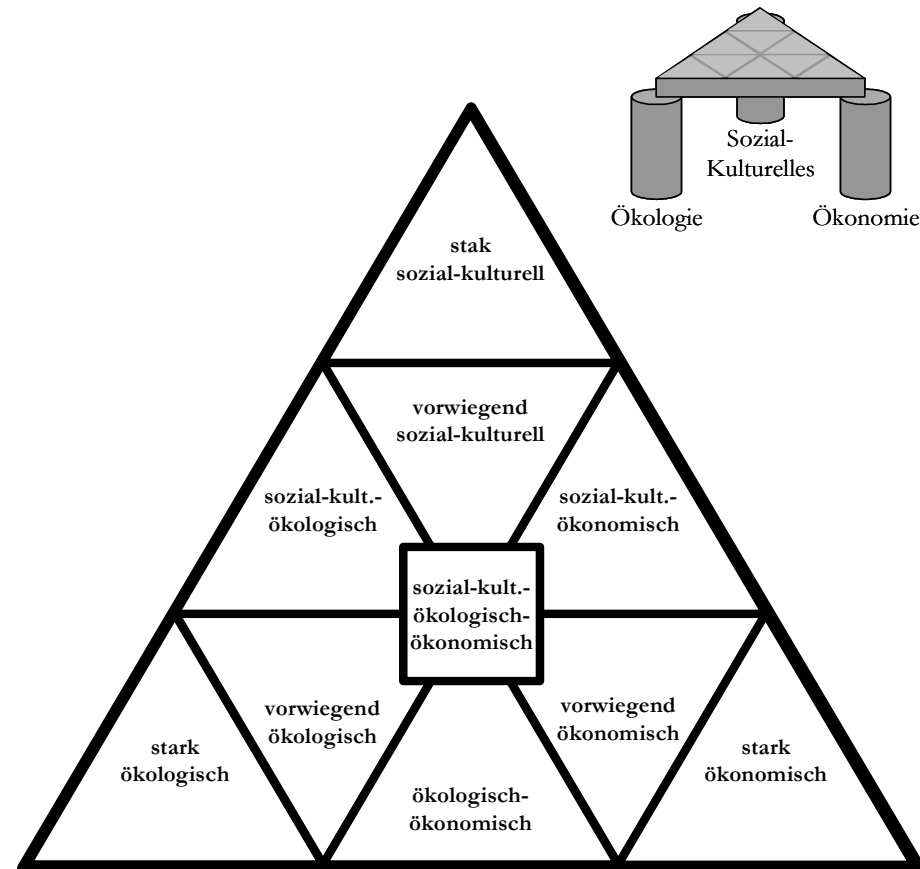 Sozial-
Kulturelles
Ökologie
Ökonomie
stak
sozial-kulturell
vorwiegend
sozial-kulturell
sozial-kult.-
ökologisch
sozial-kult.-
ökonomisch
sozial-kult.-
ökologisch-
ökonomisch
vorwiegend
ökologisch
vorwiegend
ökonomisch
stark
ökologisch
stark
ökonomisch
ökologisch-
ökonomisch